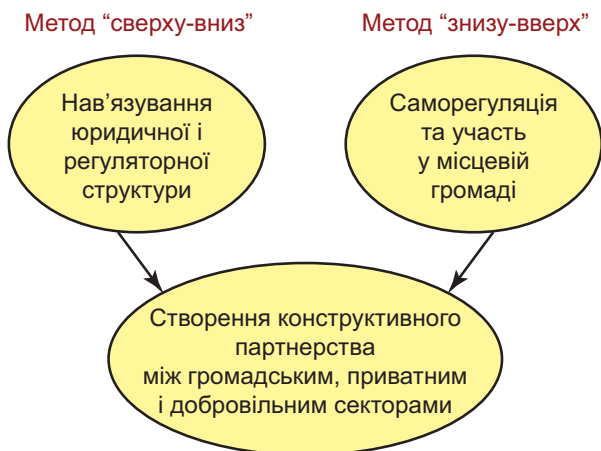 Метод “сверху-вниз”
Метод “знизу-вверх”
Нав’язування
юридичної і
регуляторної
структури
Саморегуляція
та участь
у місцевій
громаді
Створення конструктивного
партнерства
між громадським, приватним
і добровільним секторами